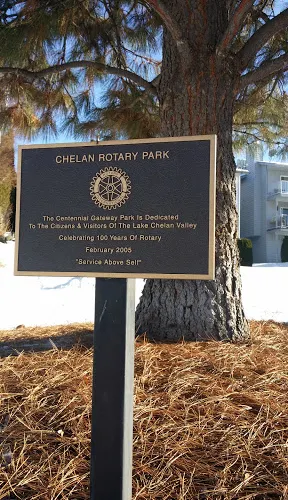 CHELAN ROTARY PARK
The Centennial Gateway Park Is Dedicated
To The Citizens & Visitors Of The Lake Chelan Valley
Celebrating 100 Years Of Rotary
February 2005
"Service Above Self"